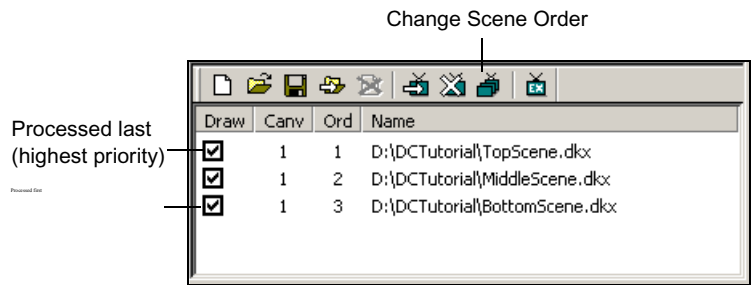 Change Scene Order
Draw Canv Ord Name
Processed last
(highest priority)
1 1 D:\DCTutorial\TopScene.dkx
1 2 D:\DCTutorial\MiddleScene.dkx
Processed first
1 3 D:\DCTutorial\BottomScene.dkx
EX